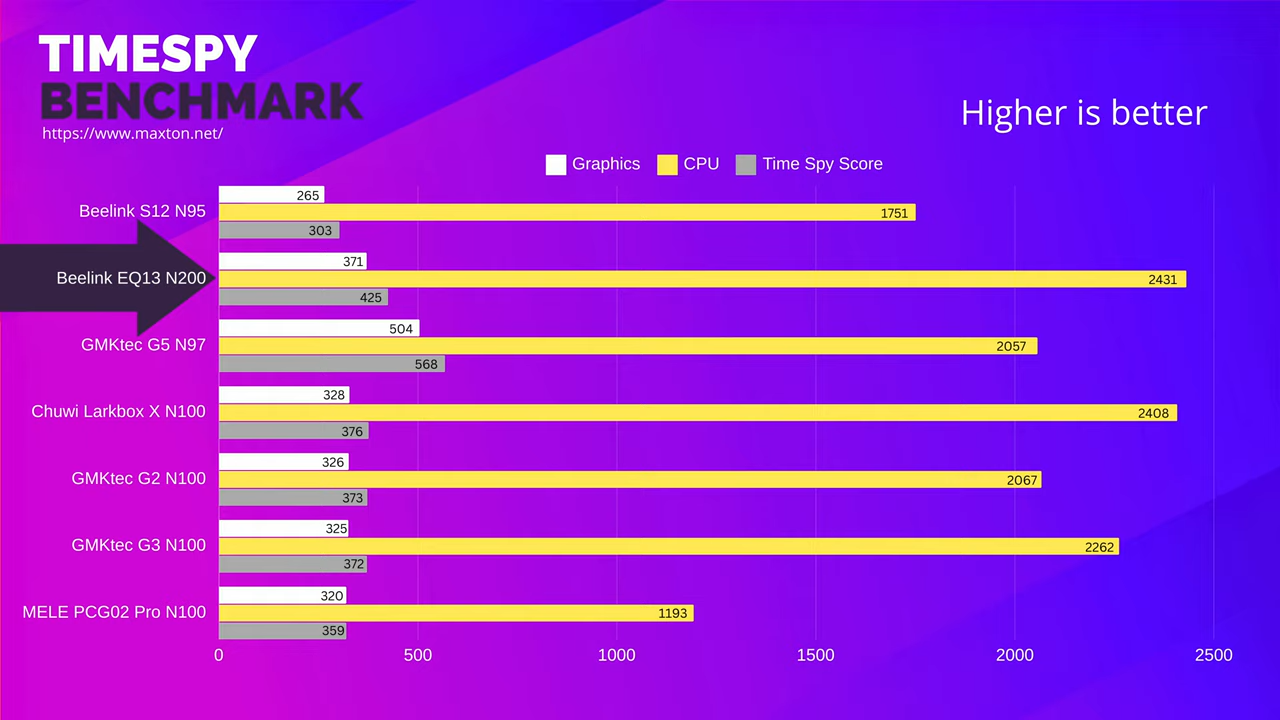 TIMESPY
BENCHMARK
https://www.maxton.net/
Higher is better
Graphics CPU Time Spy Score
265
Beelink S12 N95 1751
303
371
Beelink EQ13 N200 2431
425
504
GMKtec G5 N97 2057
568
328
Chuwi Larkbox X N100 2408
376
326
GMKtec G2 N100 2067
373
325
GMKtec G3 N100 2262
372
320
MELE PCG02 Pro N100 1193
359
0 500 1000 1500 2000 2500